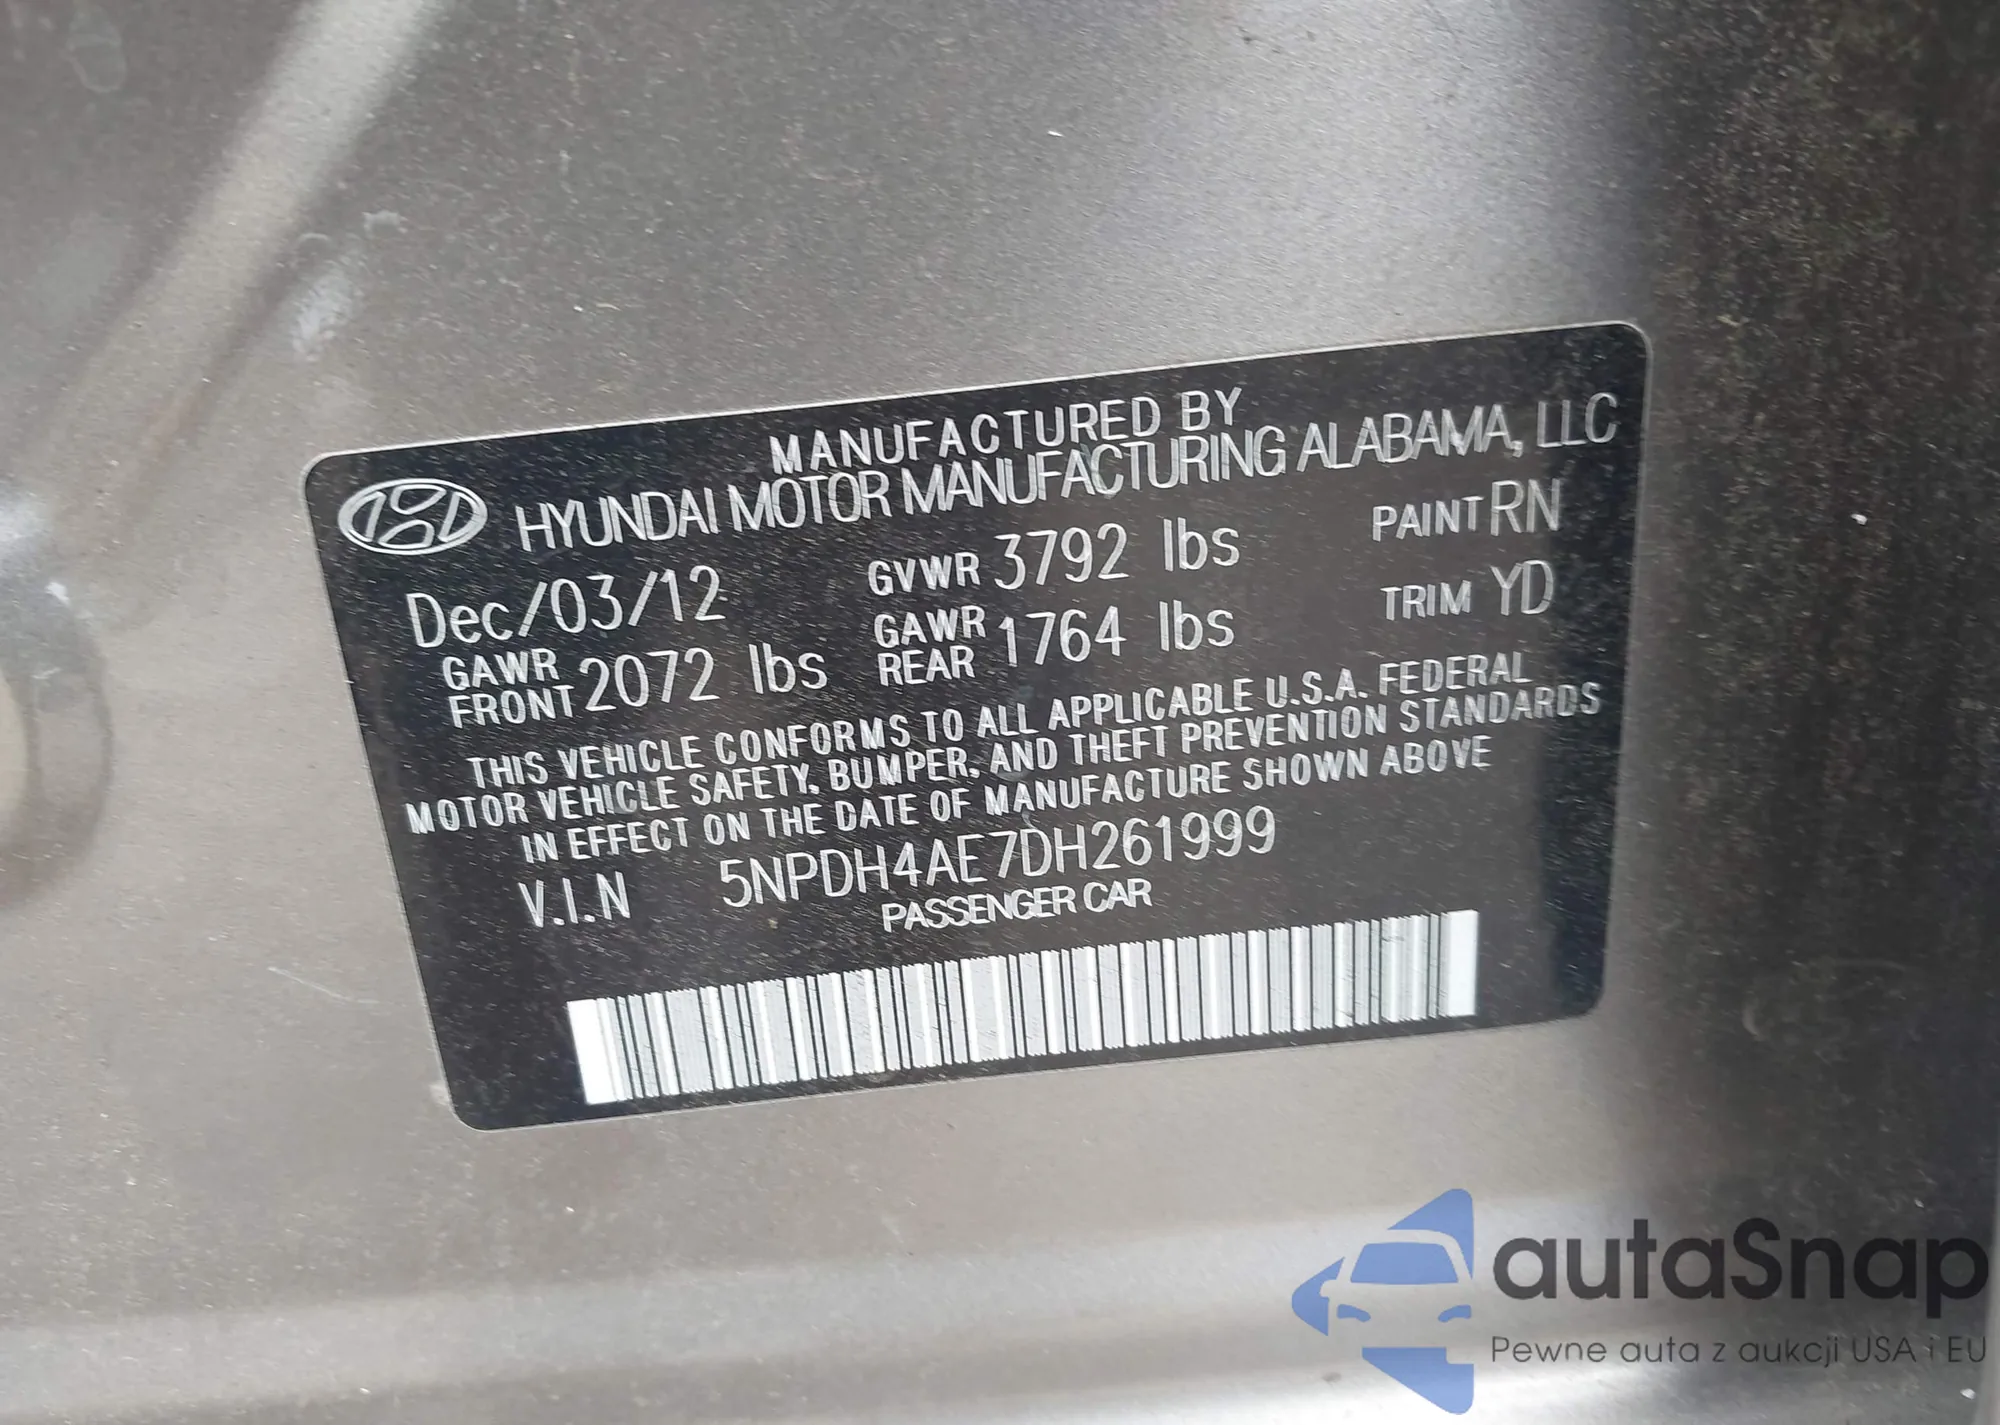 MANUFACTURED BY
HYUNDAI MOTOR MANUFACTURING ALABAMA, LLC
Dec/03/12 GVWR 3792 lbs PAINT RN
GAWR FRONT 2072 lbs GAWR REAR 1764 lbs TRIM YD
THIS VEHICLE CONFORMS TO ALL APPLICABLE U.S.A. FEDERAL
MOTOR VEHICLE SAFETY, BUMPER, AND THEFT PREVENTION STANDARDS
IN EFFECT ON THE DATE OF MANUFACTURE SHOWN ABOVE
V.I.N 5NPDH4AE7DH261999
PASSENGER CAR
autaSnap
Pewne auta z aukcji USA i EU